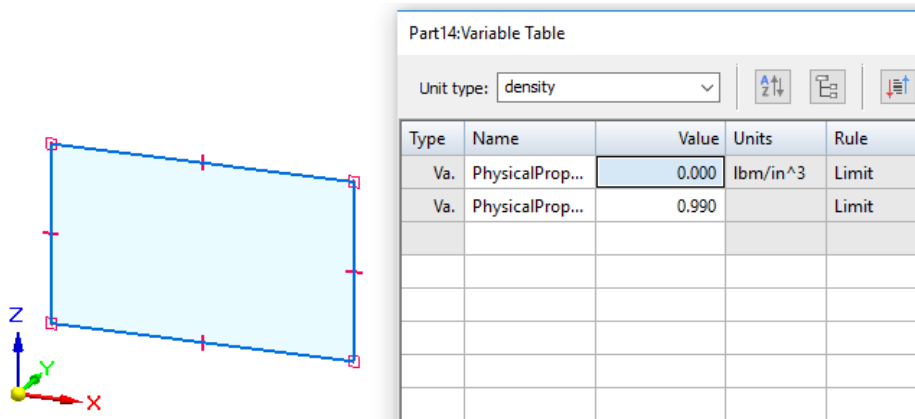 Part14:Variable Table
Unit type: density
Type Name Value Units Rule
Va. PhysicalProp... 0.000 lbm/in^3 Limit
Va. PhysicalProp... 0.990 Limit
Z
Y
X